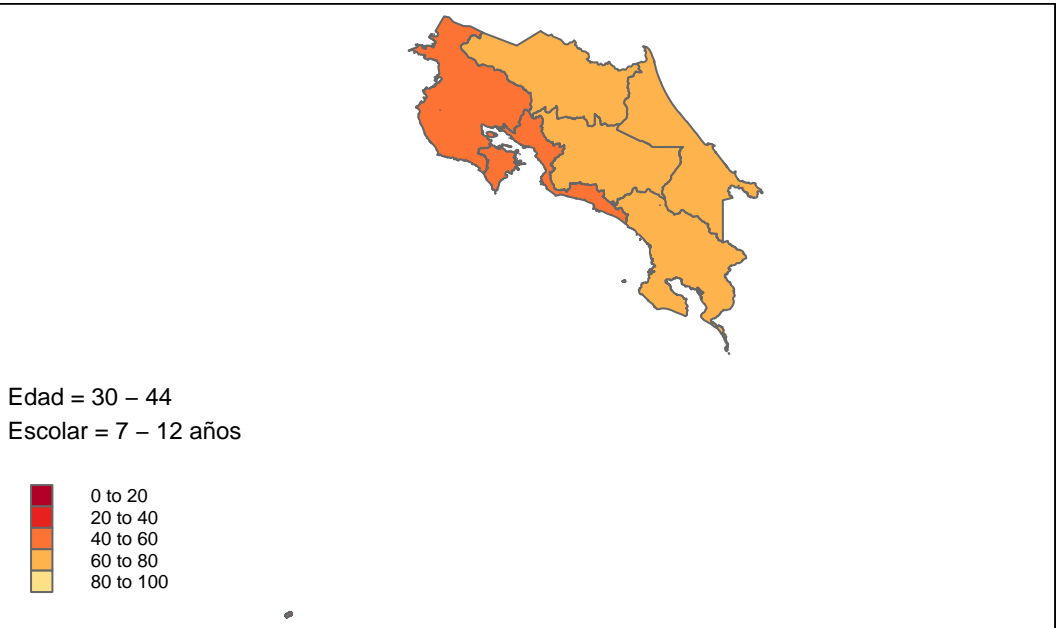 Edad = 30 − 44
Escolar = 7 − 12 años
0 to 20
20 to 40
40 to 60
60 to 80
80 to 100